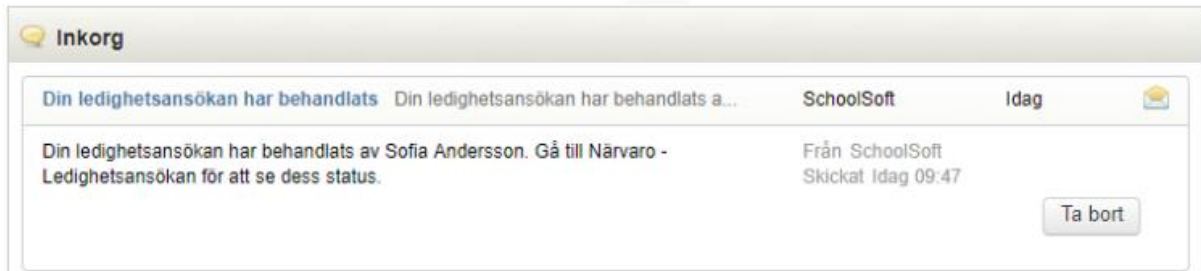 Inkorg
Din ledighetsansökan har behandlats Din ledighetsansökan har behandlats a... SchoolSoft Idag
Din ledighetsansökan har behandlats av Sofia Andersson. Gå till Närvaro -
Ledighetsansökan för att se dess status.
Från SchoolSoft
Skickat Idag 09:47
Ta bort